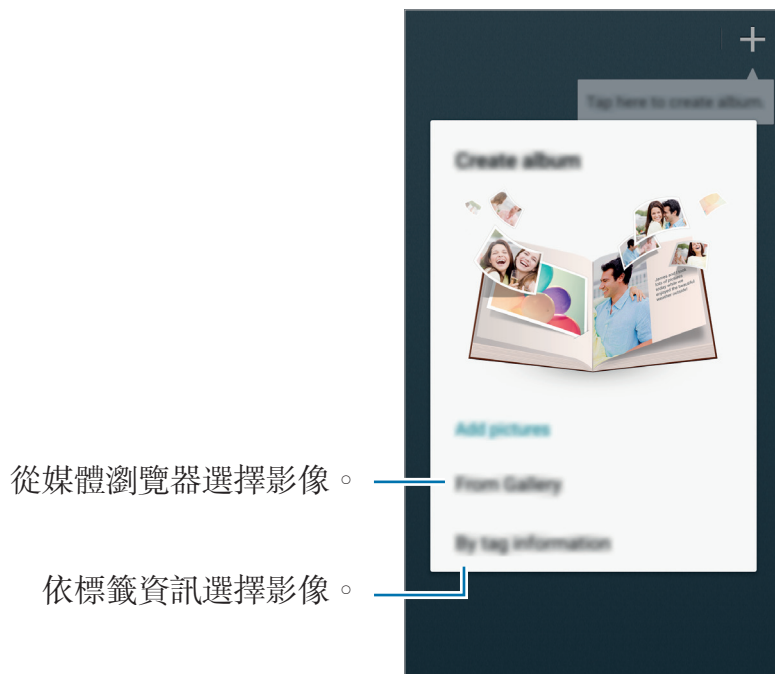 Tap here to create album.
Create album
Add pictures
從媒體瀏覽器選擇影像。
From Gallery
By tag information
依標籤資訊選擇影像。